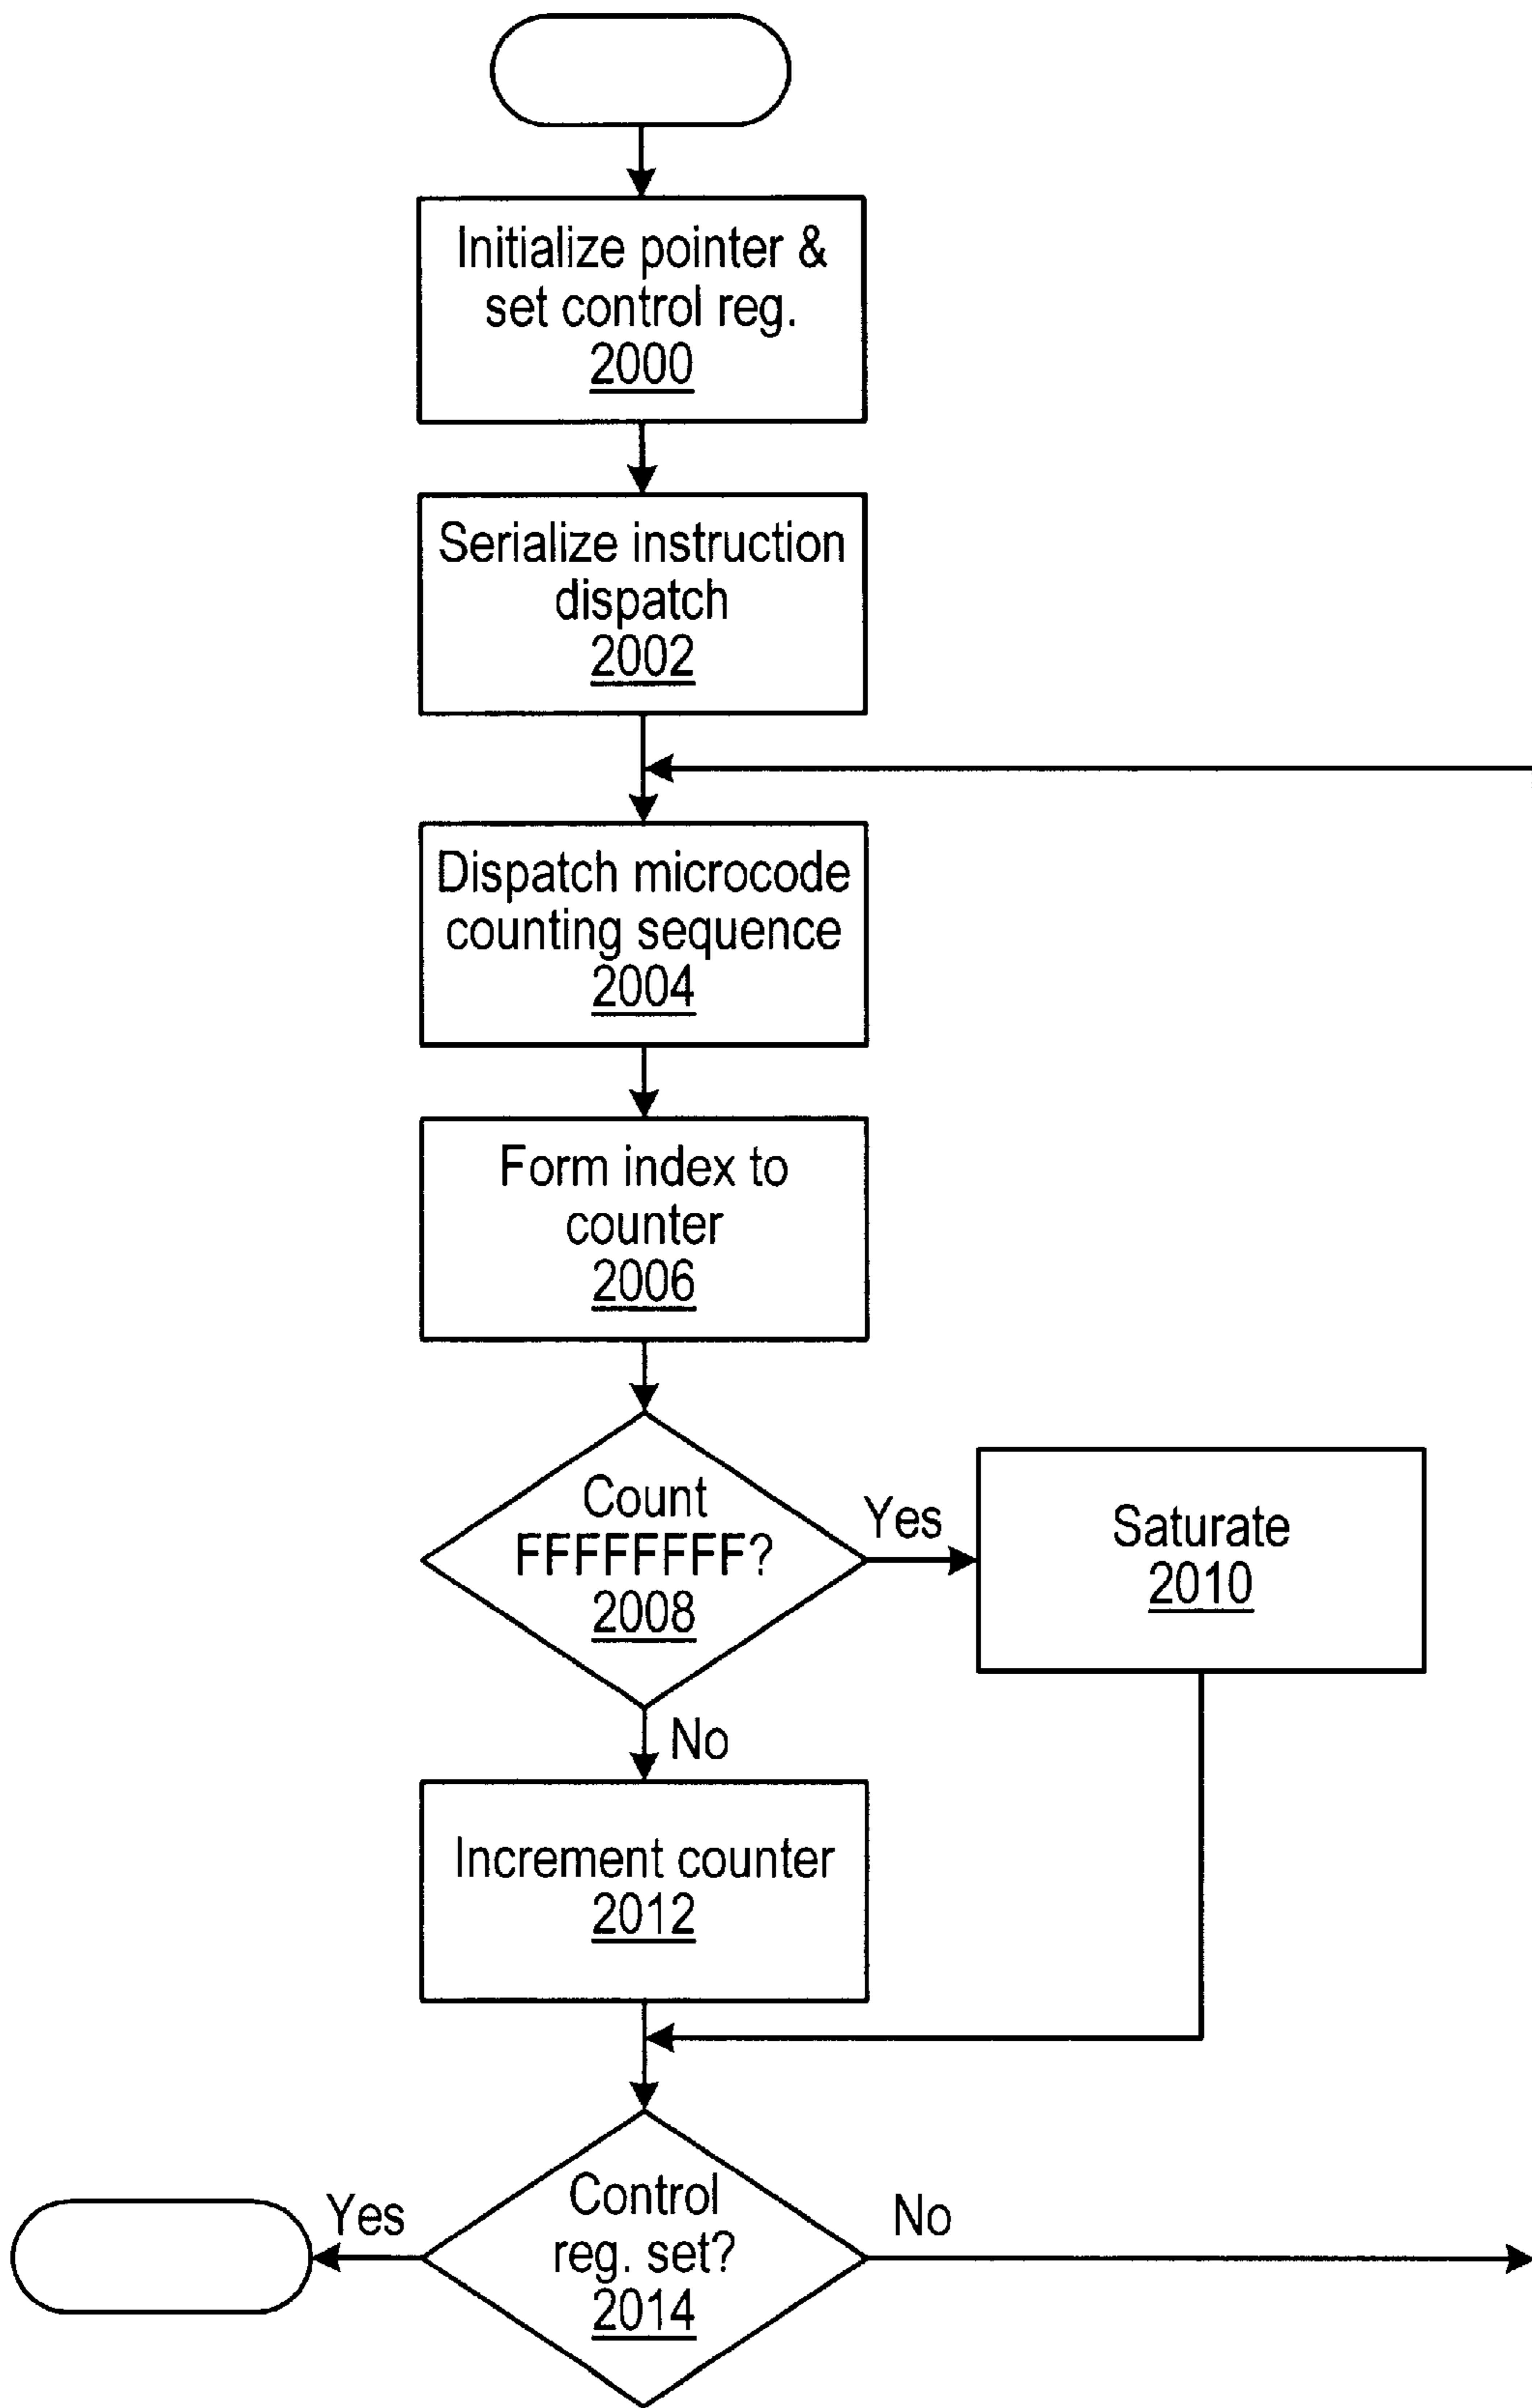 Initialize pointer &
set control reg.
2000
Serialize instruction
dispatch
2002
Dispatch microcode
counting sequence
2004
Form index to
counter
2006
Count
FFFFFFFF?
2008
Yes
Saturate
2010
No
Increment counter
2012
Control
reg. set?
2014
Yes
No